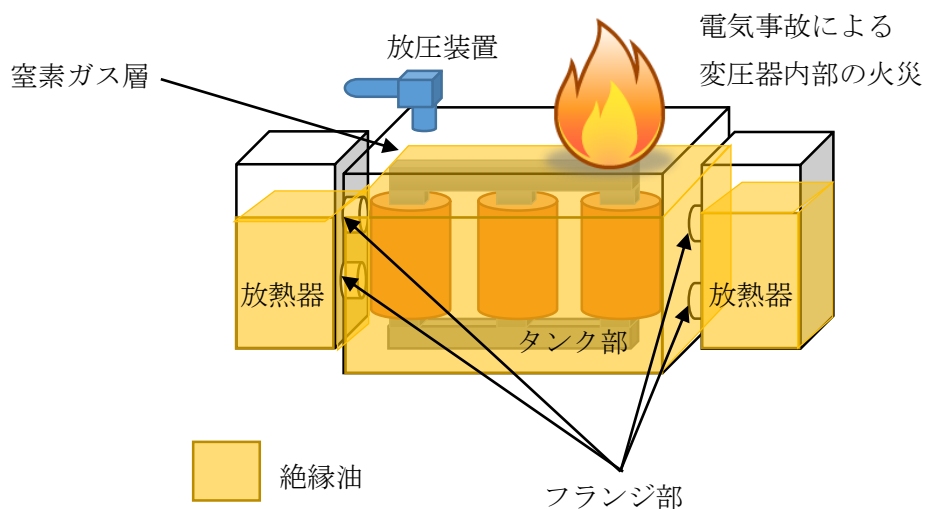 電気事故による
変圧器内部の火災
放圧装置
窒素ガス層
放熱器
放熱器
タンク部
絶縁油
フランジ部